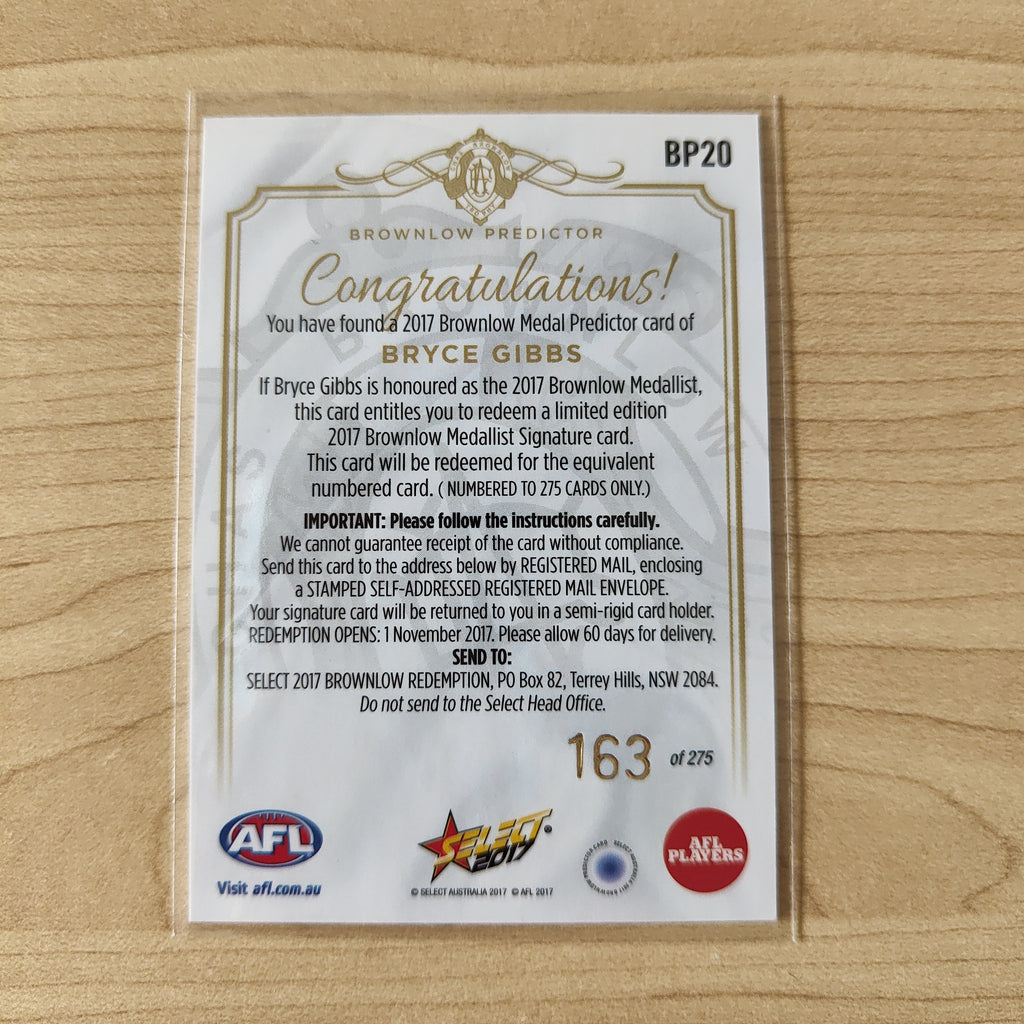 BP20
BROWNLOW PREDICTOR
Congratulations!
You have found a 2017 Brownlow Medal Predictor card of
BRYCE GIBBS
If Bryce Gibbs is honoured as the 2017 Brownlow Medallist,
this card entitles you to redeem a limited edition
2017 Brownlow Medallist Signature card.
This card will be redeemed for the equivalent
numbered card. ( NUMBERED TO 275 CARDS ONLY.)
IMPORTANT: Please follow the instructions carefully.
We cannot guarantee receipt of the card without compliance.
Send this card to the address below by REGISTERED MAIL, enclosing
a STAMPED SELF-ADDRESSED REGISTERED MAIL ENVELOPE.
Your signature card will be returned to you in a semi-rigid card holder.
REDEMPTION OPENS: 1 November 2017. Please allow 60 days for delivery.
SEND TO:
SELECT 2017 BROWNLOW REDEMPTION, PO Box 82, Terrey Hills, NSW 2084.
Do not send to the Select Head Office.
163 of 275
AFL
Visit afl.com.au
SELECT
2017
© SELECT AUSTRALIA 2017 © AFL 2017
AFL
PLAYERS